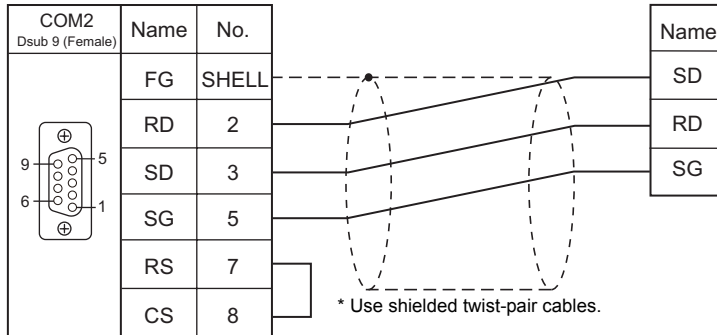 COM2
Dsub 9 (Female)
Name No.
Name
FG SHELL
SD
RD 2
RD
SD 3
SG
SG 5
RS 7
CS 8
9
5
6
1
* Use shielded twist-pair cables.